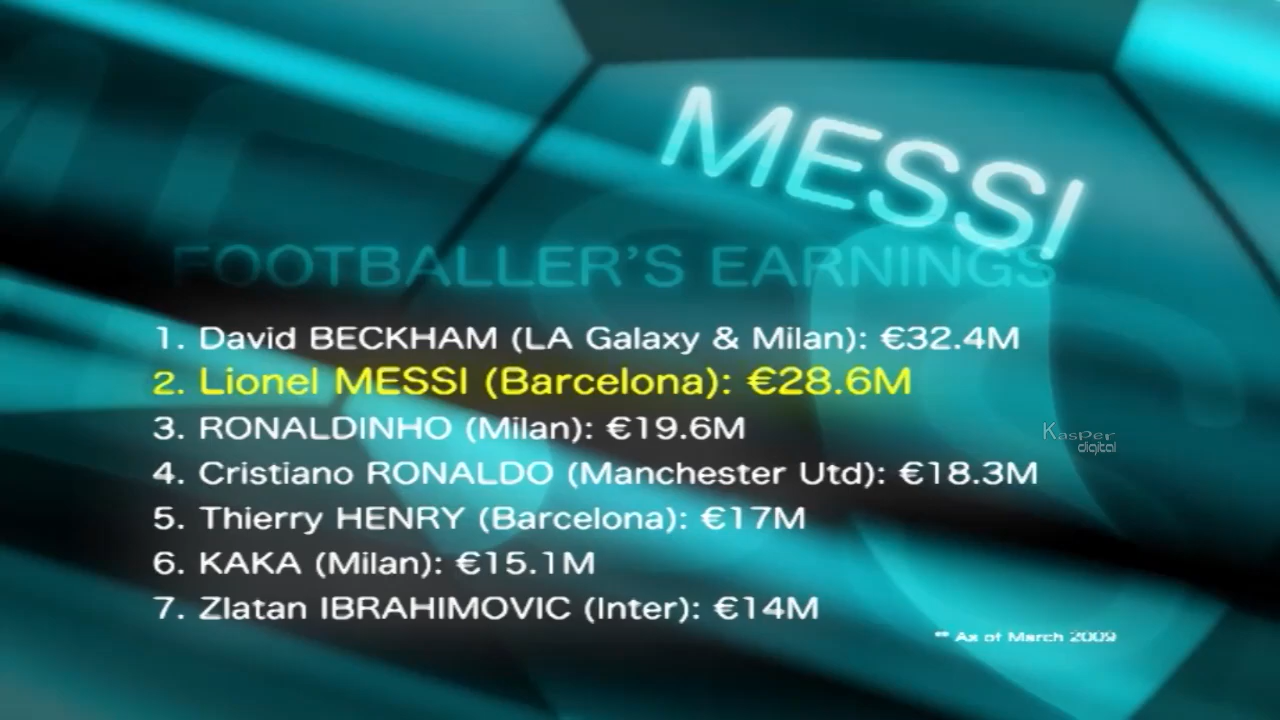 MESSI
FOOTBALLER'S EARNINGS
1. David BECKHAM (LA Galaxy & Milan): €32.4M
2. Lionel MESSI (Barcelona): €28.6M
3. RONALDINHO (Milan): €19.6M
4. Cristiano RONALDO (Manchester Utd): €18.3M
5. Thierry HENRY (Barcelona): €17M
6. KAKA (Milan): €15.1M
7. Zlatan IBRAHIMOVIC (Inter): €14M
** As of March 2009
KasPer
digital